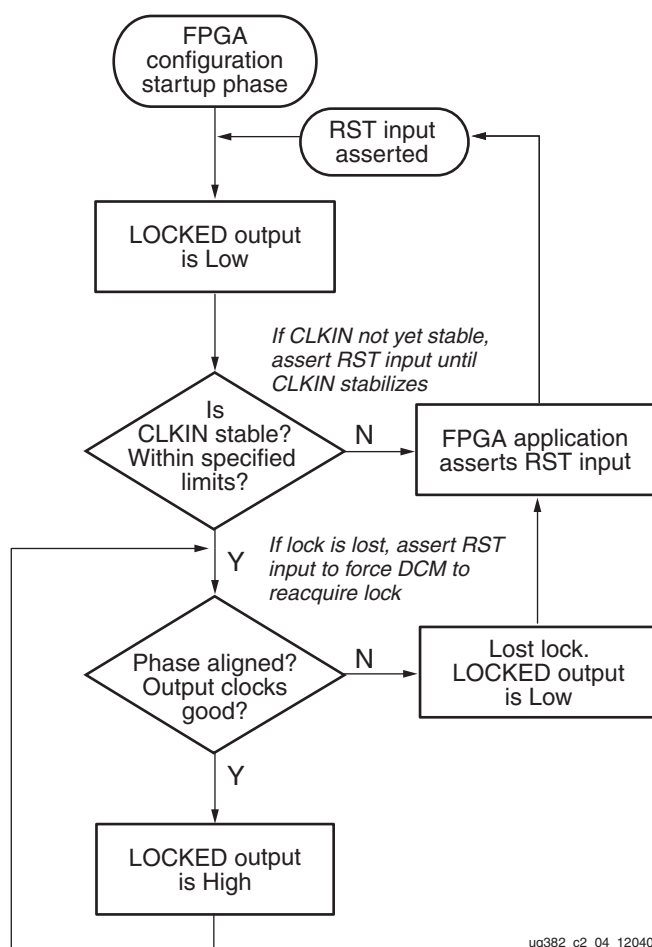 FPGA
configuration
startup phase
RST input
asserted
LOCKED output
is Low
If CLKIN not yet stable,
assert RST input until
CLKIN stabilizes
Is
CLKIN stable?
Within specified
limits?
N
FPGA application
asserts RST input
Y
If lock is lost, assert RST
input to force DCM to
reacquire lock
Phase aligned?
Output clocks
good?
N
Lost lock.
LOCKED output
is Low
Y
LOCKED output
is High
ug382_c2_04_12040